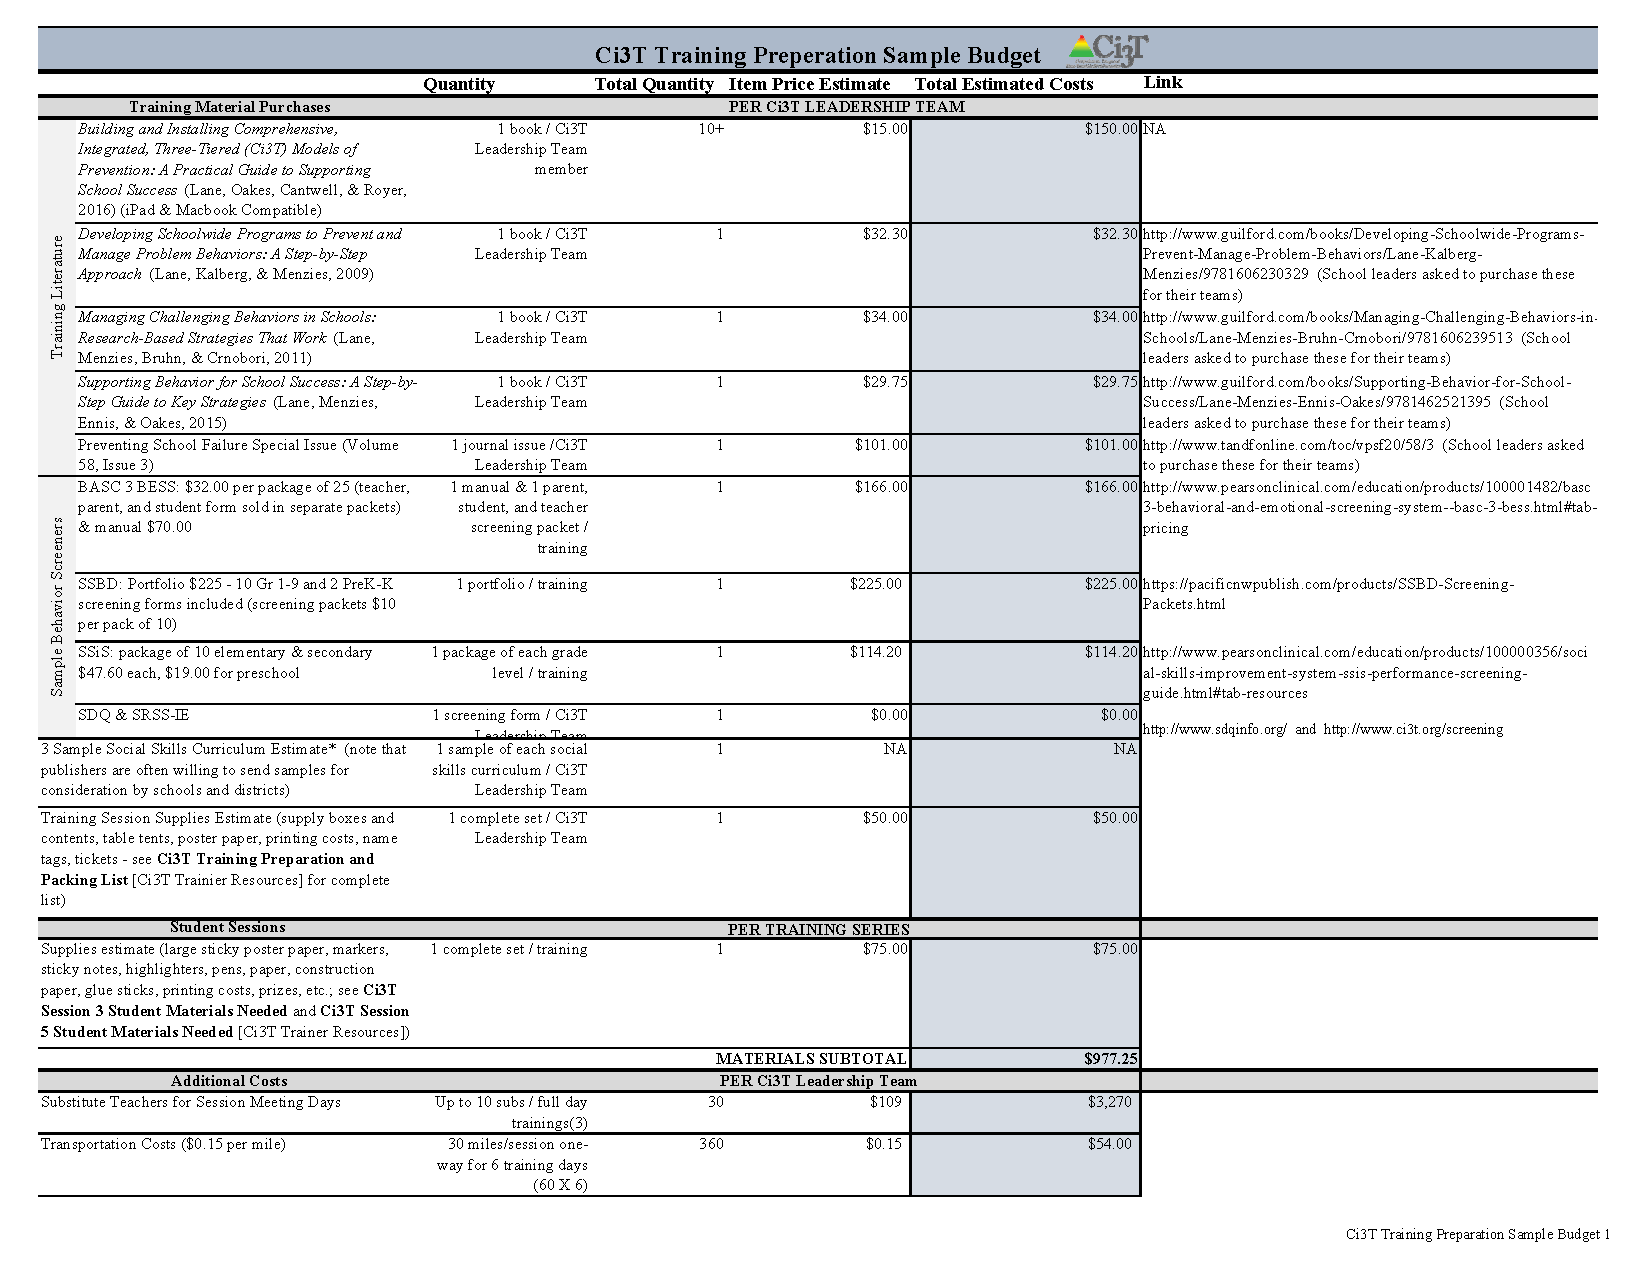 Ci3T Training Preperation Sample Budget
Ci3T
Quantity Total Quantity Item Price Estimate Total Estimated Costs Link
Training Material Purchases PER Ci3T LEADERSHIP TEAM
Training Literature
Building and Installing Comprehensive, 1 book / Ci3T 10+ $15.00 $150.00 NA
Integrated, Three-Tiered (Ci3T) Models of Leadership Team
Prevention: A Practical Guide to Supporting member
School Success (Lane, Oakes, Cantwell, & Royer,
2016) (iPad & Macbook Compatible)
Developing Schoolwide Programs to Prevent and 1 book / Ci3T 1 $32.30 $32.30 http://www.guilford.com/books/Developing-Schoolwide-Programs-
Manage Problem Behaviors: A Step-by-Step Leadership Team Prevent-Manage-Problem-Behaviors/Lane-Kalberg-
Approach (Lane, Kalberg, & Menzies, 2009) Menzies/9781606230329 (School leaders asked to purchase these
for their teams)
Managing Challenging Behaviors in Schools: 1 book / Ci3T 1 $34.00 $34.00 http://www.guilford.com/books/Managing-Challenging-Behaviors-in-
Research-Based Strategies That Work (Lane, Leadership Team Schools/Lane-Menzies-Bruhn-Crnobori/9781606239513 (School
Menzies, Bruhn, & Crnobori, 2011) leaders asked to purchase these for their teams)
Supporting Behavior for School Success: A Step-by- 1 book / Ci3T 1 $29.75 $29.75 http://www.guilford.com/books/Supporting-Behavior-for-School-
Step Guide to Key Strategies (Lane, Menzies, Leadership Team Success/Lane-Menzies-Ennis-Oakes/9781462521395 (School
Ennis, & Oakes, 2015) leaders asked to purchase these for their teams)
Preventing School Failure Special Issue (Volume 1 journal issue /Ci3T 1 $101.00 $101.00 http://www.tandfonline.com/toc/vpsf20/58/3 (School leaders asked
58, Issue 3) Leadership Team to purchase these for their teams)
Sample Behavior Screeners
BASC 3 BESS: $32.00 per package of 25 (teacher, 1 manual & 1 parent, 1 $166.00 $166.00 http://www.pearsonclinical.com/education/products/100001482/basc
parent, and student form sold in separate packets) student, and teacher 3-behavioral-and-emotional-screening-system--basc-3-bess.html#tab-
& manual $70.00 screening packet / pricing
training
SSBD: Portfolio $225 - 10 Gr 1-9 and 2 PreK-K 1 portfolio / training 1 $225.00 $225.00 https://pacificnwpublish.com/products/SSBD-Screening-
screening forms included (screening packets $10 Packets.html
per pack of 10)
SSiS: package of 10 elementary & secondary 1 package of each grade 1 $114.20 $114.20 http://www.pearsonclinical.com/education/products/100000356/soci
$47.60 each, $19.00 for preschool level / training al-skills-improvement-system-ssis-performance-screening-
guide.html#tab-resources
SDQ & SRSS-IE 1 screening form / Ci3T 1 $0.00 $0.00
Leadership Team http://www.sdqinfo.org/ and http://www.ci3t.org/screening
3 Sample Social Skills Curriculum Estimate* (note that 1 sample of each social 1 NA NA
publishers are often willing to send samples for skills curriculum / Ci3T
consideration by schools and districts) Leadership Team
Training Session Supplies Estimate (supply boxes and 1 complete set / Ci3T 1 $50.00 $50.00
contents, table tents, poster paper, printing costs, name Leadership Team
tags, tickets - see Ci3T Training Preparation and
Packing List [Ci3T Trainier Resources] for complete
list)
Student Sessions PER TRAINING SERIES
Supplies estimate (large sticky poster paper, markers, 1 complete set / training 1 $75.00 $75.00
sticky notes, highlighters, pens, paper, construction
paper, glue sticks, printing costs, prizes, etc.; see Ci3T
Session 3 Student Materials Needed and Ci3T Session
5 Student Materials Needed [Ci3T Trainer Resources])
MATERIALS SUBTOTAL $977.25
Additional Costs PER Ci3T Leadership Team
Substitute Teachers for Session Meeting Days Up to 10 subs / full day 30 $109 $3,270
trainings(3)
Transportation Costs ($0.15 per mile) 30 miles/session one- 360 $0.15 $54.00
way for 6 training days
(60 X 6)
Ci3T Training Preparation Sample Budget 1